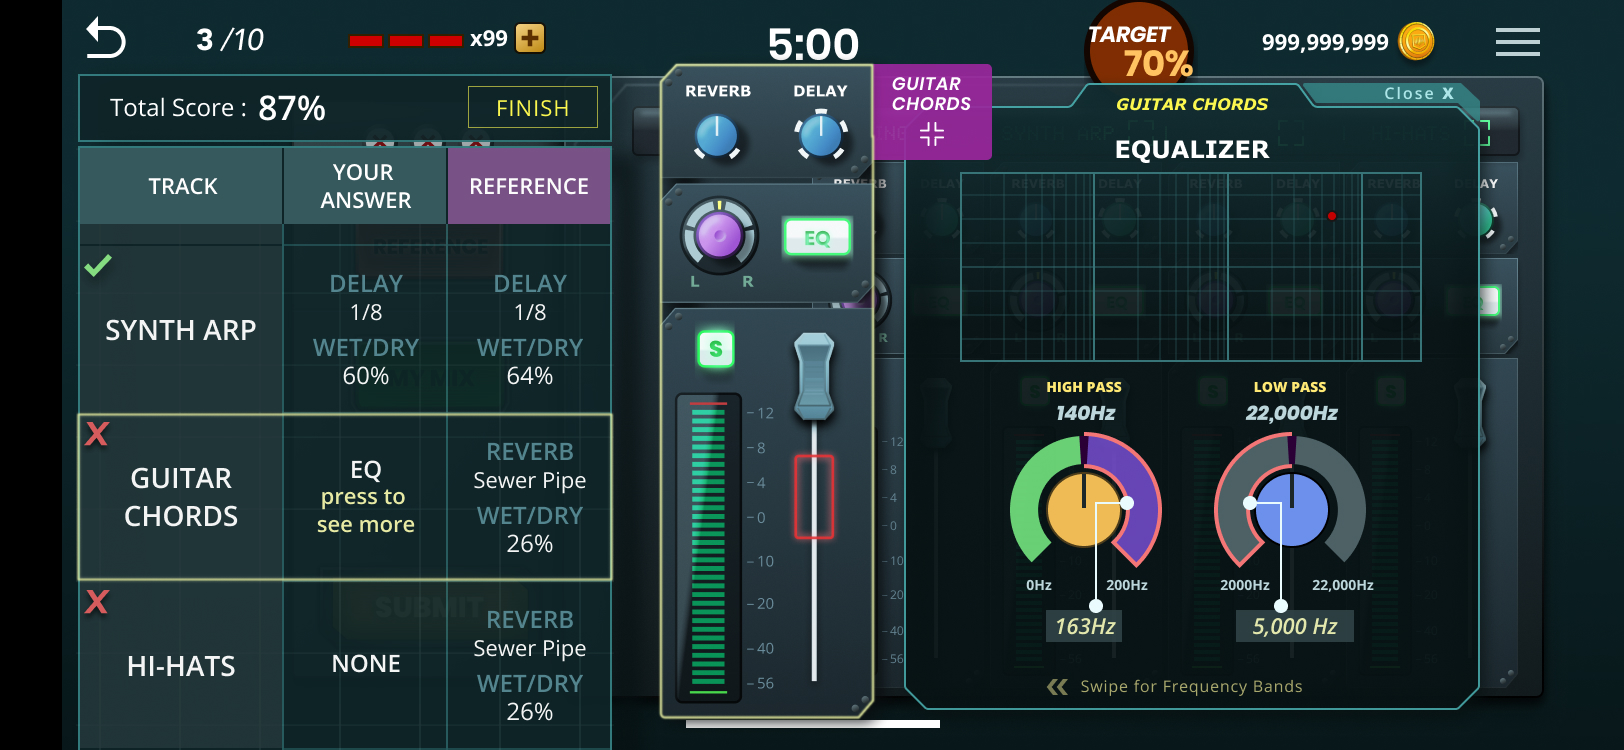 3 /10
x99
5:00
TARGET
70%
999,999,999
Total Score : 87%
FINISH
TRACK
YOUR
ANSWER
REFERENCE
SYNTH ARP
DELAY
1/8
WET/DRY
60%
DELAY
1/8
WET/DRY
64%
X
GUITAR
CHORDS
EQ
press to
see more
REVERB
Sewer Pipe
WET/DRY
26%
X
HI-HATS
NONE
REVERB
Sewer Pipe
WET/DRY
26%
REFERENCE
MY MIX
SUBMIT
REVERB DELAY
EQ
L R
S
12
8
4
0
10
20
40
56
GUITAR
CHORDS
Close X
GUITAR CHORDS
EQUALIZER
HIGH PASS
140Hz
0Hz 200Hz
163Hz
LOW PASS
22,000Hz
2000Hz 22,000Hz
5,000 Hz
Swipe for Frequency Bands